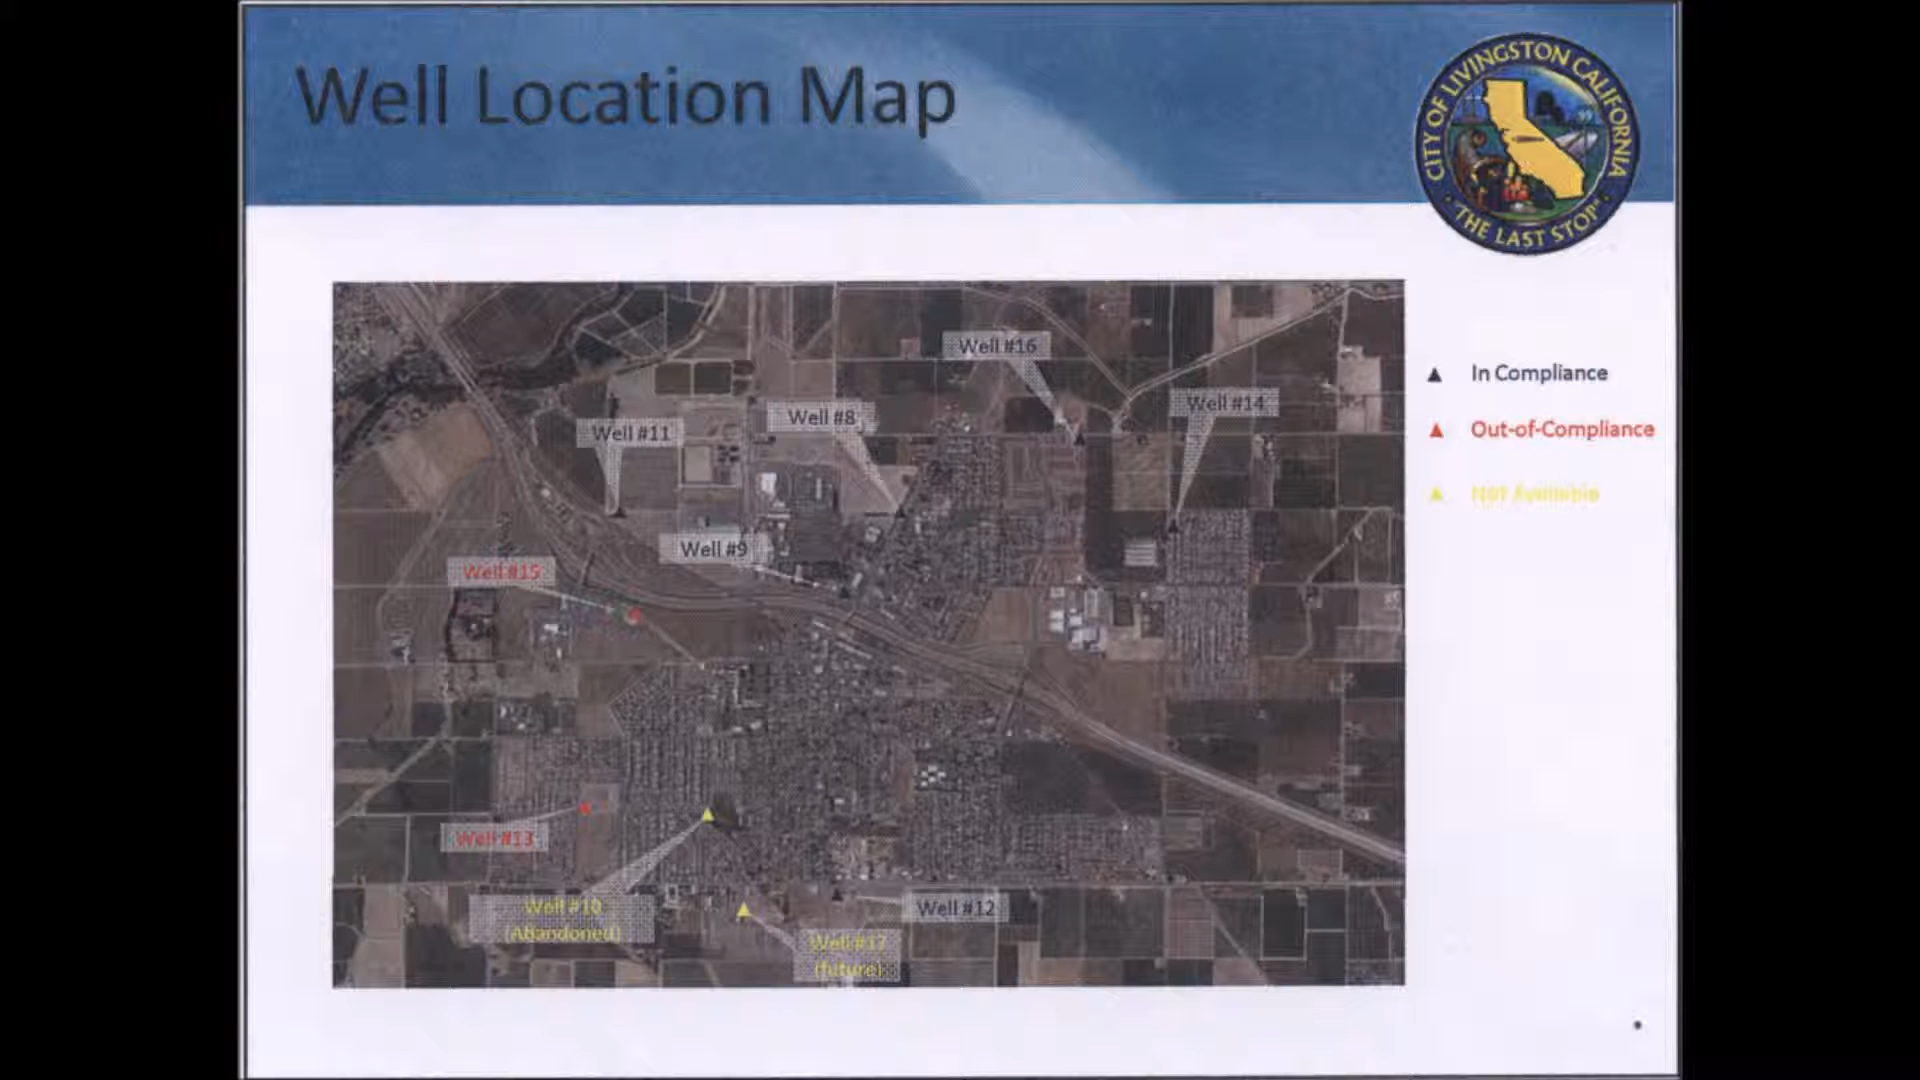 Well Location Map
CITY OF LIVINGSTON CALIFORNIA
"THE LAST STOP"
Well #16
In Compliance
Well #14
Well #8
Out-of-Compliance
Well #11
Not Available
Well #9
Well #15
Well #13
Well #10
(Abandoned)
Well #12
Well #17
(future)